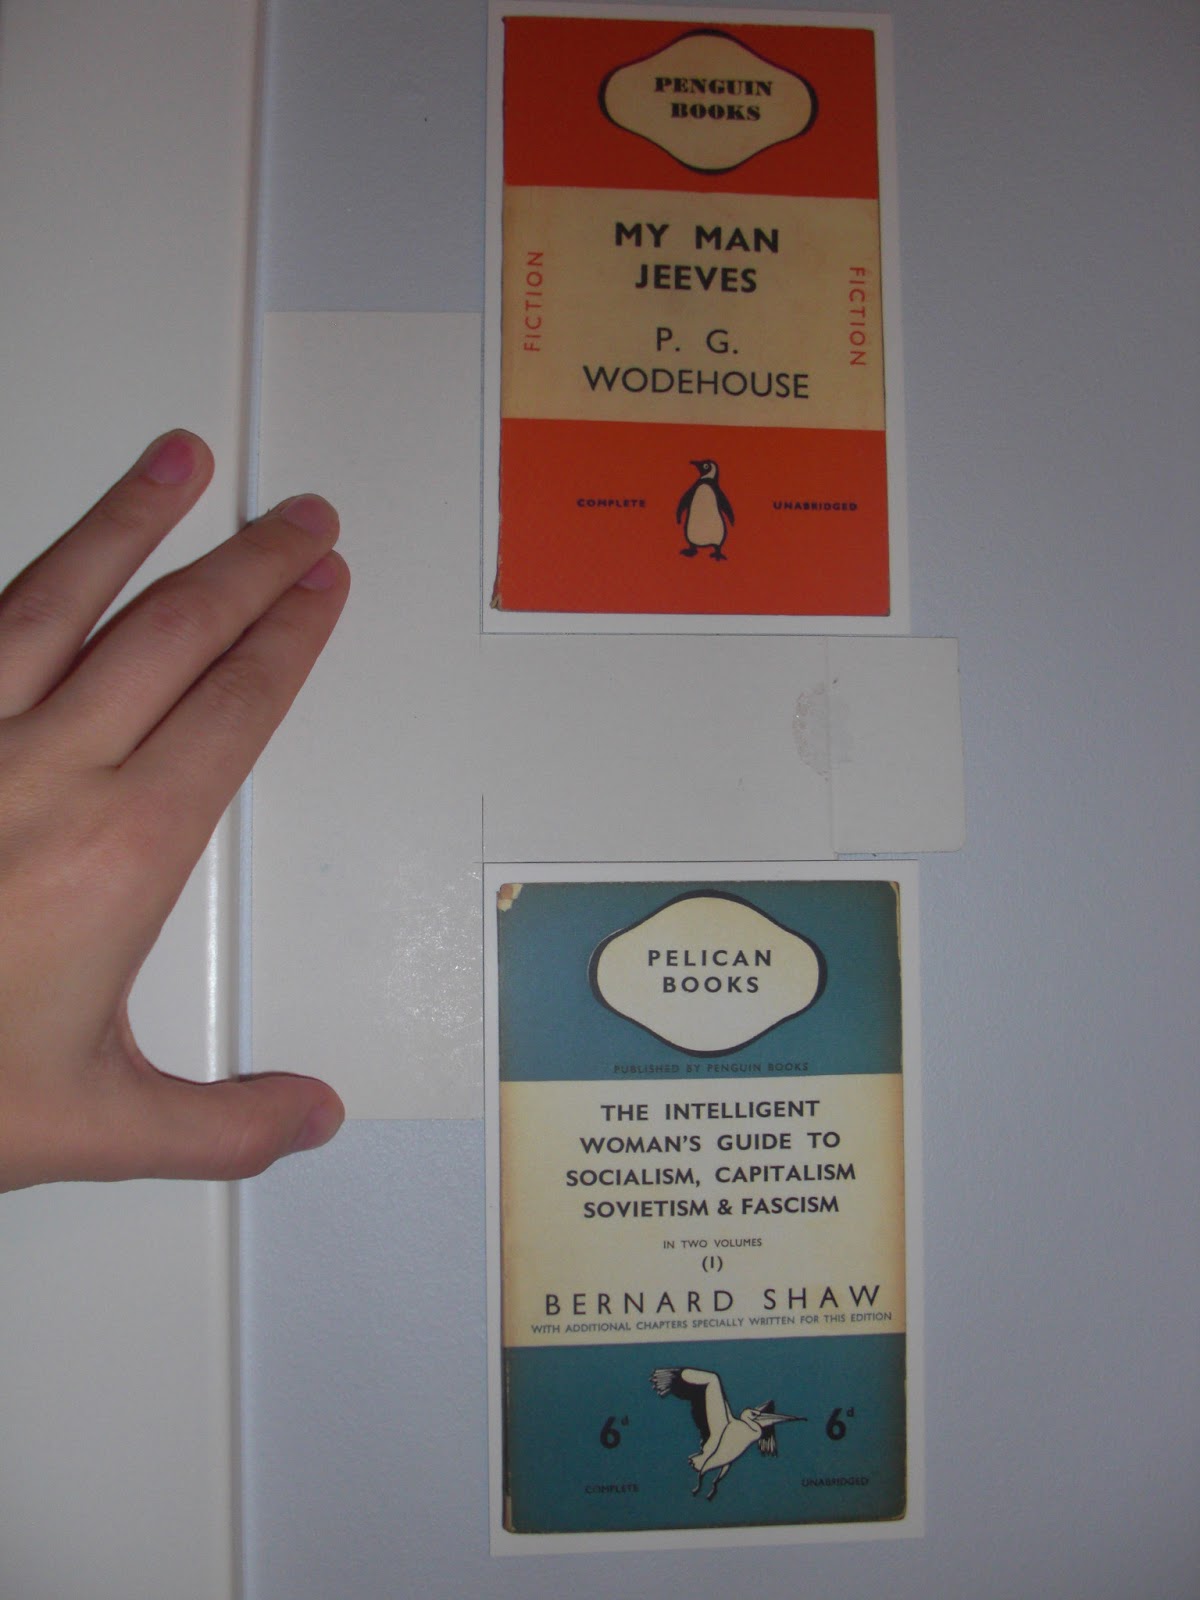 PENGUIN
BOOKS
MY MAN
JEEVES
FICTION
FICTION
P. G.
WODEHOUSE
COMPLETE
UNABRIDGED
PELICAN
BOOKS
PUBLISHED BY PENGUIN BOOKS
THE INTELLIGENT
WOMAN'S GUIDE TO
SOCIALISM, CAPITALISM
SOVIETISM & FASCISM
IN TWO VOLUMES
(I)
BERNARD SHAW
WITH ADDITIONAL CHAPTERS SPECIALLY WRITTEN FOR THIS EDITION
6d
6d
COMPLETE
UNABRIDGED